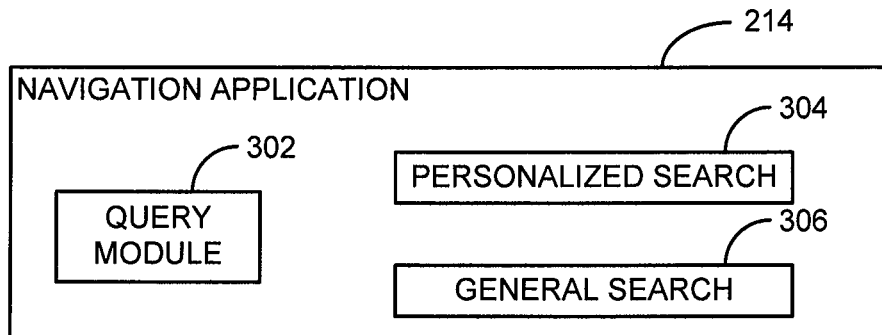 214
NAVIGATION APPLICATION
304
302
PERSONALIZED SEARCH
QUERY
MODULE
306
GENERAL SEARCH